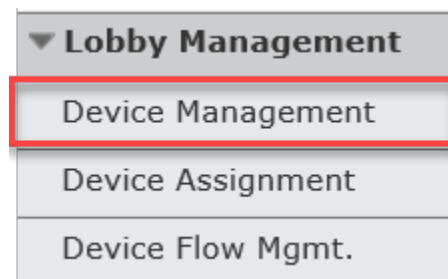 Lobby Management
Device Management
Device Assignment
Device Flow Mgmt.